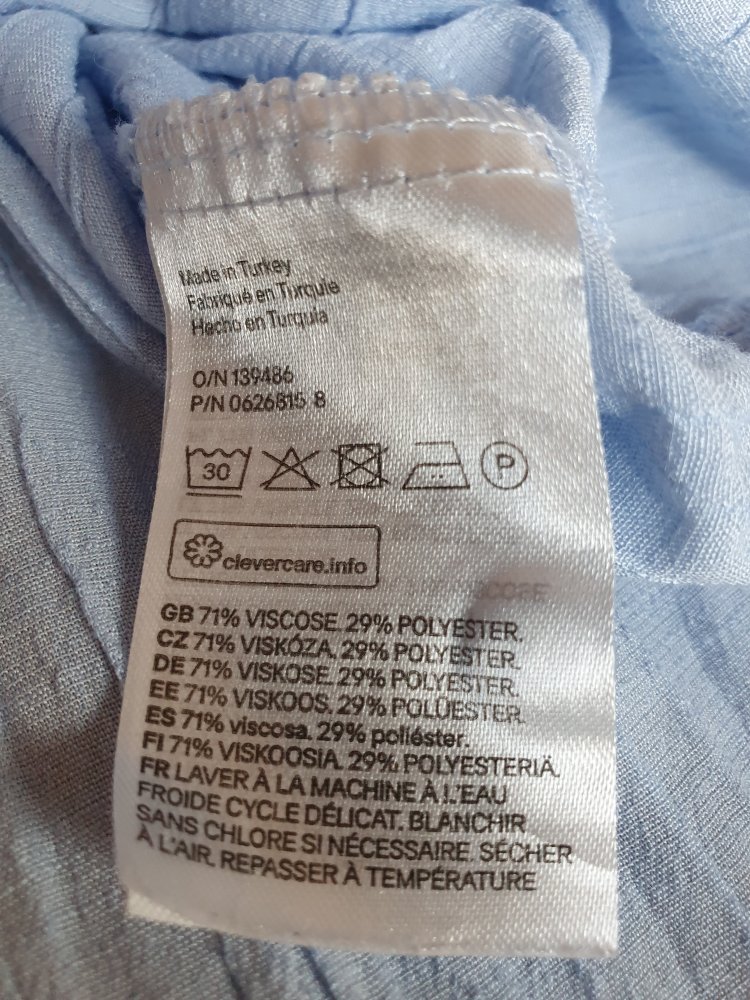 Made in Turkey
Fabriqué en Turquie
Hecho en Turquía
O/N 139486
P/N 0626815 8
30 P
clevercare.info
GB 71% VISCOSE. 29% POLYESTER.
CZ 71% VISKÓZA. 29% POLYESTER.
DE 71% VISKOSE. 29% POLYESTER.
EE 71% VISKOOS. 29% POLÜESTER.
ES 71% viscosa. 29% poliéster.
FI 71% VISKOOSIA. 29% POLYESTERIÄ.
FR LAVER À LA MACHINE À L'EAU
FROIDE CYCLE DÉLICAT. BLANCHIR
SANS CHLORE SI NÉCESSAIRE. SÉCHER
À L'AIR. REPASSER À TEMPÉRATURE